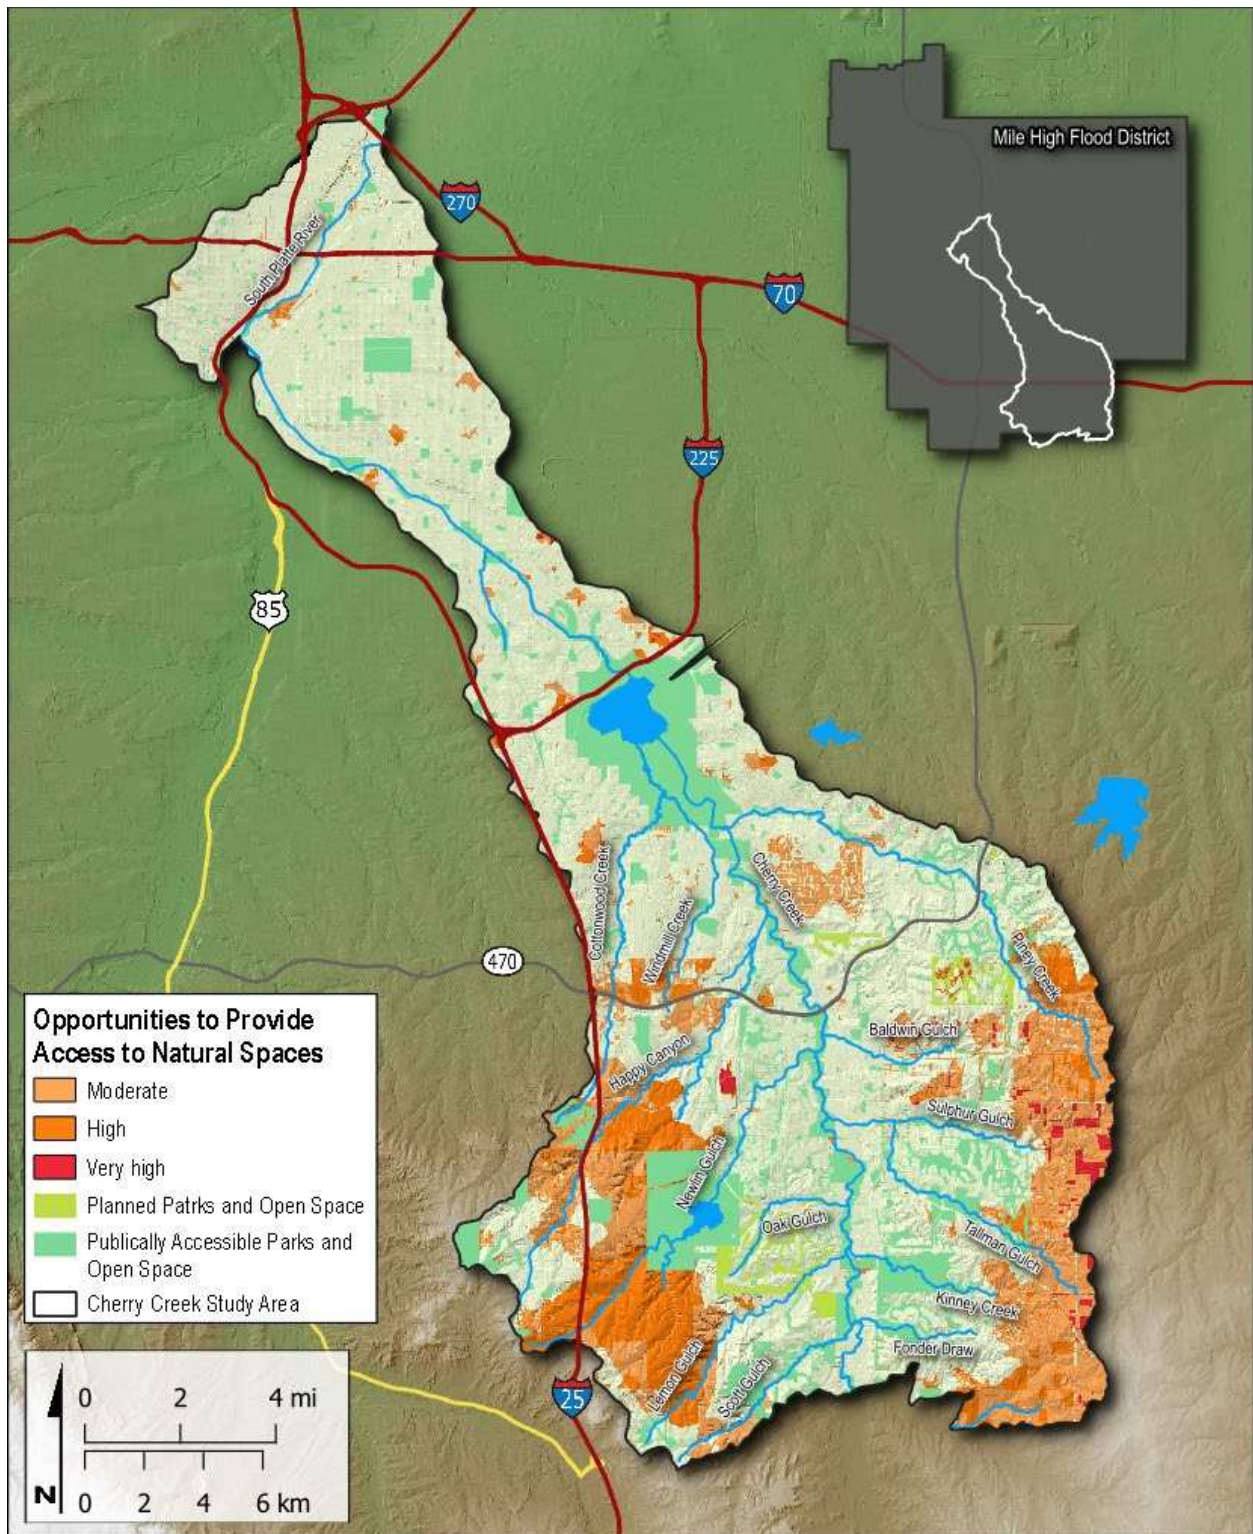 Mile High Flood District
270
South Platte River
70
225
85
Cherry Creek
Cottonwood Creek
Windmill Creek
Piney Creek
470
Baldwin Gulch
Happy Canyon
Sulphur Gulch
Newlin Gulch
Oak Gulch
Tallman Gulch
Kinney Creek
Fonder Draw
Lemon Gulch
Scott Gulch
25
Opportunities to Provide
Access to Natural Spaces
Moderate
High
Very high
Planned Patrks and Open Space
Publically Accessible Parks and
Open Space
Cherry Creek Study Area
0 2 4 mi
N
0 2 4 6 km